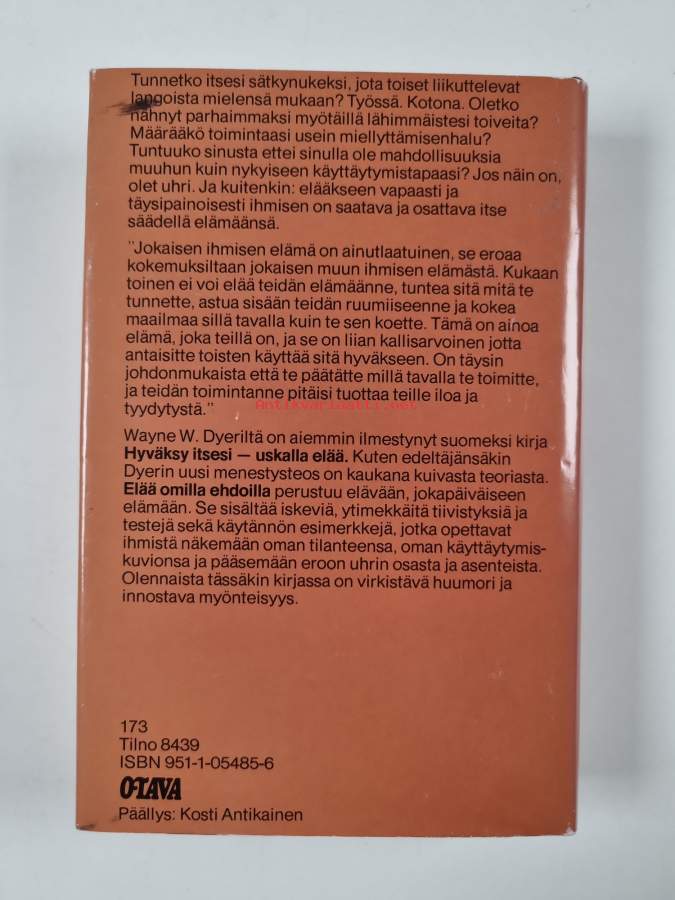 Tunnetko itsesi sätkynukeksi, jota toiset liikuttelevat
langoista mielensä mukaan? Työssä. Kotona. Oletko
nähnyt parhaimmaksi myötäillä lähimmäistesi toiveita?
Määrääkö toimintaasi usein miellyttämisenhalu?
Tuntuuko sinusta ettei sinulla ole mahdollisuuksia
muuhun kuin nykyiseen käyttäytymistapaasi? Jos näin on,
olet uhri. Ja kuitenkin: elääkseen vapaasti ja
täysipainoisesti ihmisen on saatava ja osattava itse
säädellä elämäänsä.
"Jokaisen ihmisen elämä on ainutlaatuinen, se eroaa
kokemuksiltaan jokaisen muun ihmisen elämästä. Kukaan
toinen ei voi elää teidän elämäänne, tuntea sitä mitä te
tunnette, astua sisään teidän ruumiiseenne ja kokea
maailmaa sillä tavalla kuin te sen koette. Tämä on ainoa
elämä, joka teillä on, ja se on liian kallisarvoinen jotta
antaisitte toisten käyttää sitä hyväkseen. On täysin
johdonmukaista että te päätätte millä tavalla te toimitte,
ja teidän toimintanne pitäisi tuottaa teille iloa ja
tyydytystä."
Antikvariaatti.net
Wayne W. Dyeriltä on aiemmin ilmestynyt suomeksi kirja
Hyväksy itsesi — uskalla elää. Kuten edeltäjänsäkin
Dyerin uusi menestysteos on kaukana kuivasta teoriasta.
Elää omilla ehdoilla perustuu elävään, jokapäiväiseen
elämään. Se sisältää iskeviä, ytimekkäitä tiivistyksiä ja
testejä sekä käytännön esimerkkejä, jotka opettavat
ihmistä näkemään oman tilanteensa, oman käyttäytymis-
kuvionsa ja pääsemään eroon uhrin osasta ja asenteista.
Olennaista tässäkin kirjassa on virkistävä huumori ja
innostava myönteisyys.
173
Tilno 8439
ISBN 951-1-05485-6
OTAVA
Päällys: Kosti Antikainen